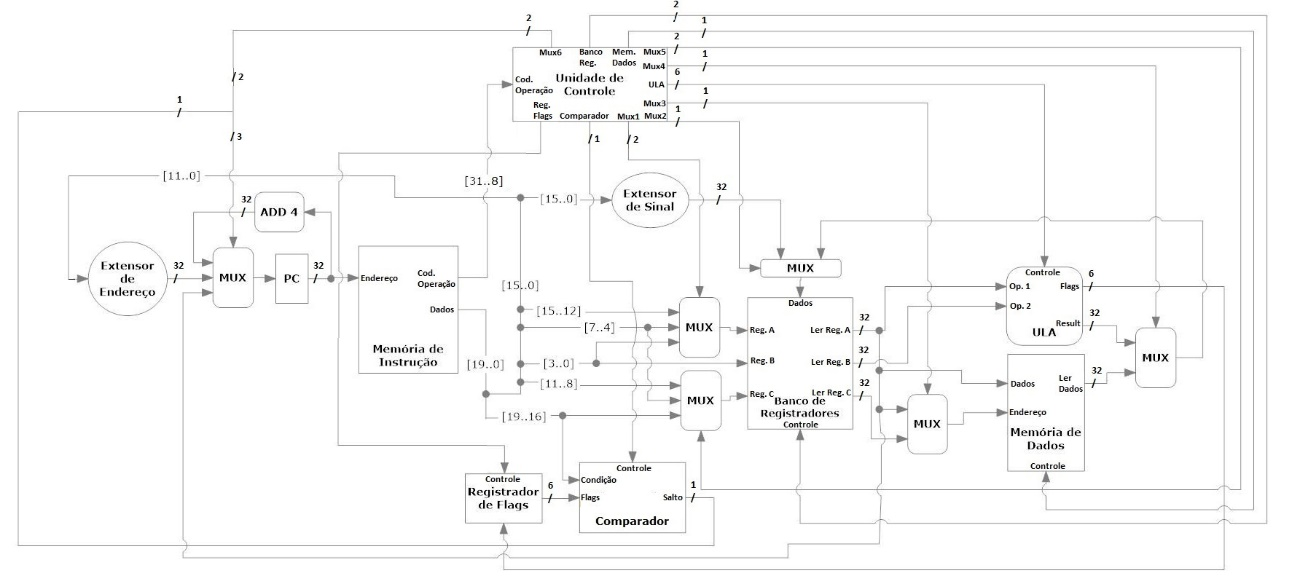 2
2
1
Mux6
Banco
Reg.
Mem.
Dados
Mux5
2
Mux4
1
Unidade de
Controle
ULA
6
Cod.
Operação
Reg.
Flags
Comparador
Mux1
Mux3
Mux2
1
1
/2
1
/3
/1
/2
[11..0]
[31..8]
[15..0]
Extensor
de Sinal
32
ADD 4
32
Extensor
de
Endereço
32
MUX
PC
32
Endereço
Cod.
Operação
Dados
Memória de
Instrução
[15..0]
[15..12]
[7..4]
[3..0]
[19..0]
[11..8]
[19..16]
MUX
MUX
MUX
Dados
Reg. A
Ler Reg. A
32
Reg. B
Ler Reg. B
32
Reg. C
Ler Reg. C
32
Banco de
Registradores
Controle
MUX
Controle
Op. 1
Flags
6
Op. 2
Result
32
ULA
MUX
Dados
Ler
Dados
32
Endereço
Memória de
Dados
Controle
Controle
Registrador
de Flags
6
Controle
Condição
Flags
Salto
1
Comparador